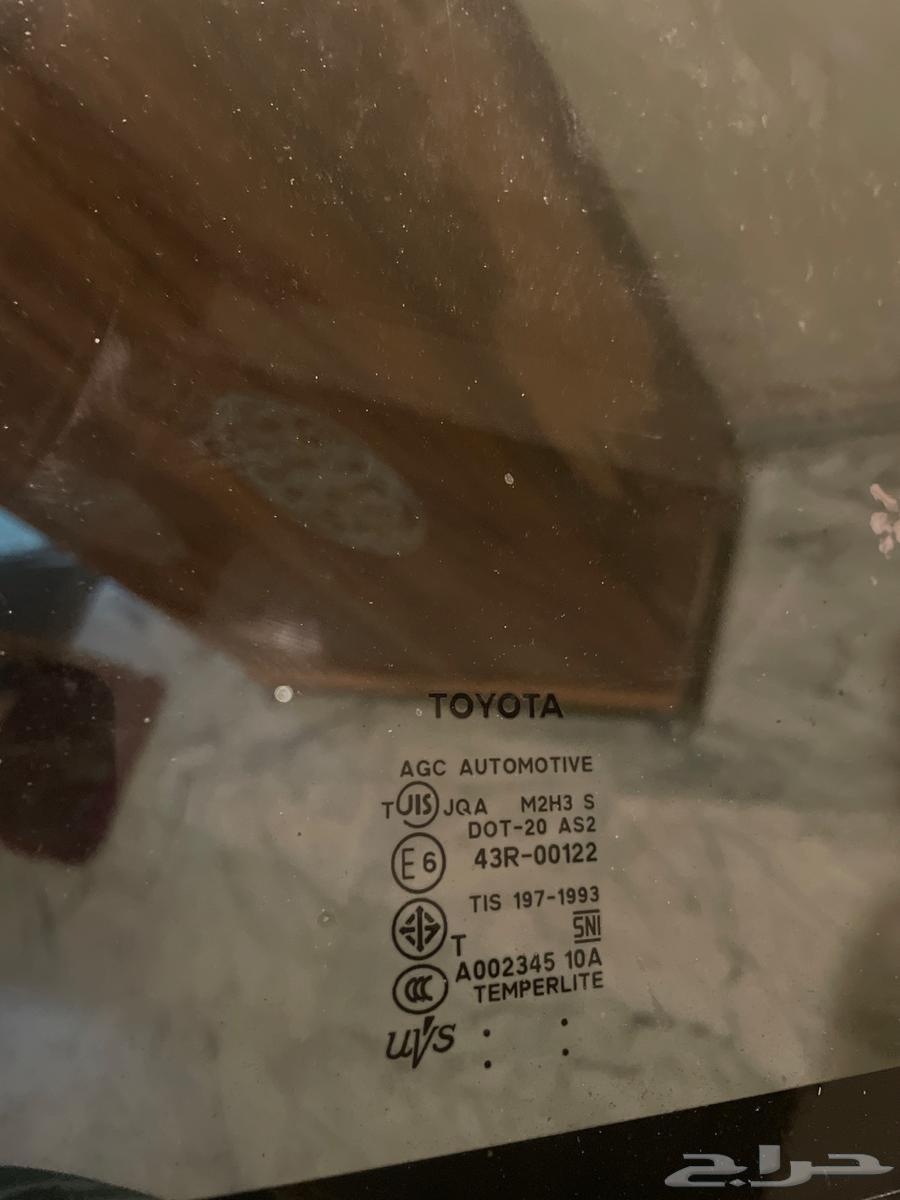 TOYOTA
AGC AUTOMOTIVE
T JIS JQA M2H3 S
DOT-20 AS2
E6 43R-00122
TIS 197-1993
SNI
T
A002345 10A
CCC TEMPERLITE
uvs
حراج